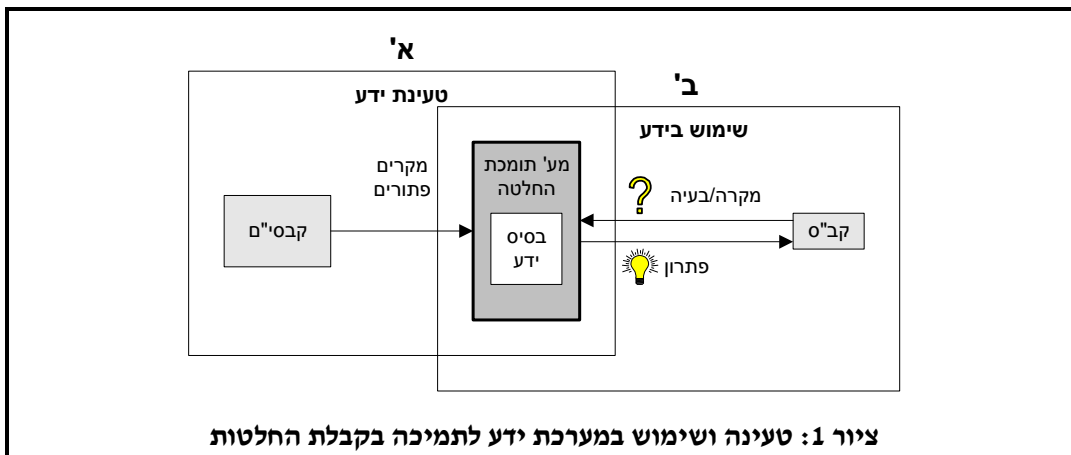 א'
ב'
טעינת ידע
שימוש בידע
מקרים
פתורים
מע' תומכת
החלטה
בסיס
ידע
קבסי"ם
?
מקרה/בעיה
קב"ס
פתרון
ציור 1: טעינה ושימוש במערכת ידע לתמיכה בקבלת החלטות